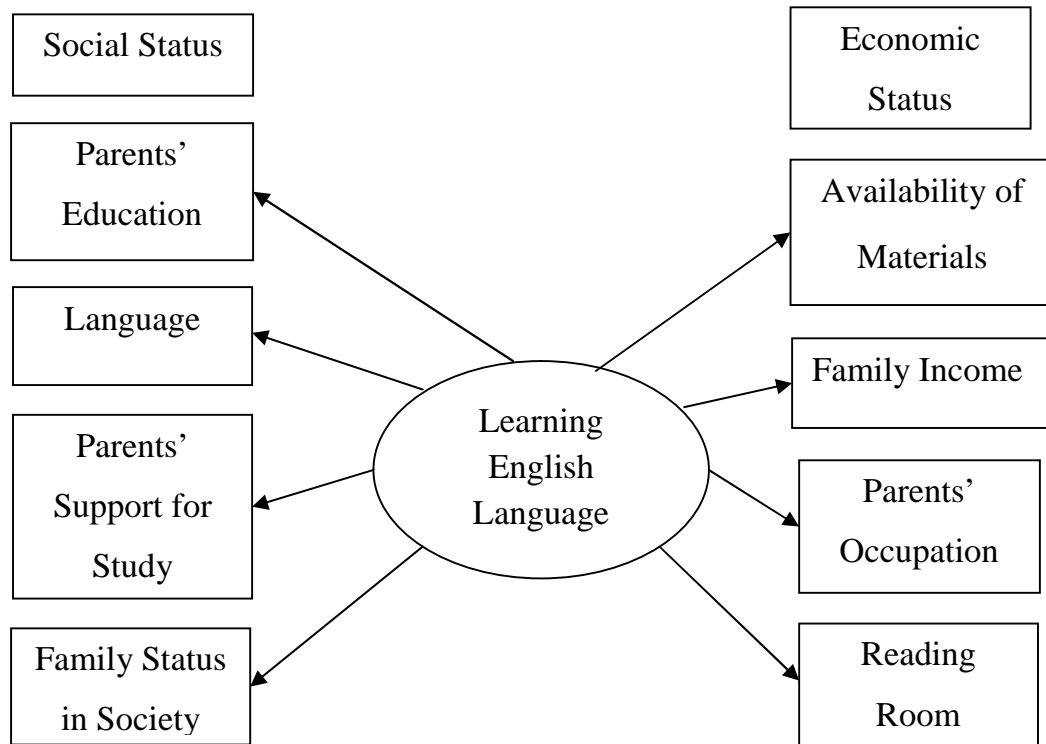 Social Status
Parents’
Education
Language
Parents’
Support for
Study
Family Status
in Society
Learning
English
Language
Economic
Status
Availability of
Materials
Family Income
Parents’
Occupation
Reading
Room